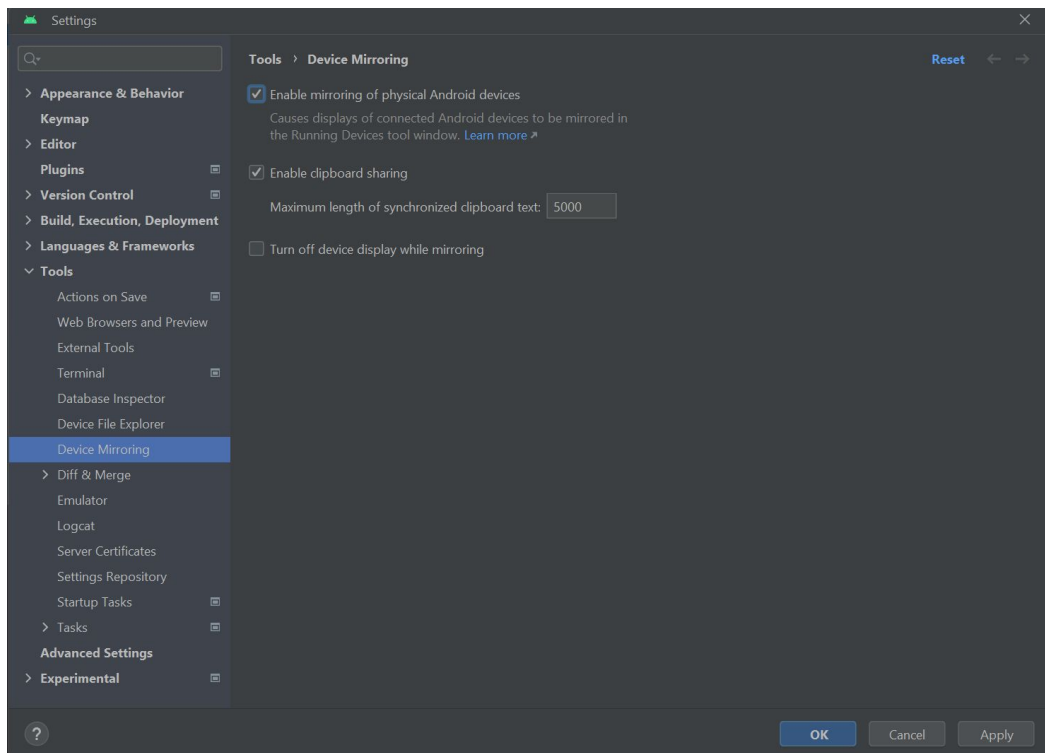 Settings
Appearance & Behavior
Keymap
Editor
Plugins
Version Control
Build, Execution, Deployment
Languages & Frameworks
Tools
Actions on Save
Web Browsers and Preview
External Tools
Terminal
Database Inspector
Device File Explorer
Device Mirroring
Diff & Merge
Emulator
Logcat
Server Certificates
Settings Repository
Startup Tasks
Tasks
Advanced Settings
Experimental
Tools › Device Mirroring
Reset
Enable mirroring of physical Android devices
Causes displays of connected Android devices to be mirrored in
the Running Devices tool window. Learn more ↗
Enable clipboard sharing
Maximum length of synchronized clipboard text: 5000
Turn off device display while mirroring
?
OK
Cancel
Apply